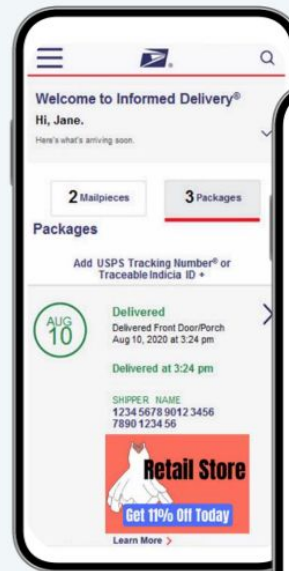 Welcome to Informed Delivery®
Hi, Jane.
Here's what's arriving soon.
2 Mailpieces
3 Packages
Packages
Add USPS Tracking Number® or
Traceable Indicia ID +
AUG
10
Delivered
Delivered Front Door/Porch
Aug 10, 2020 at 3:24 pm
Delivered at 3:24 pm
SHIPPER NAME
1234 5678 9012 3456
7890 1234 56
Retail Store
Get 11% Off Today
Learn More >